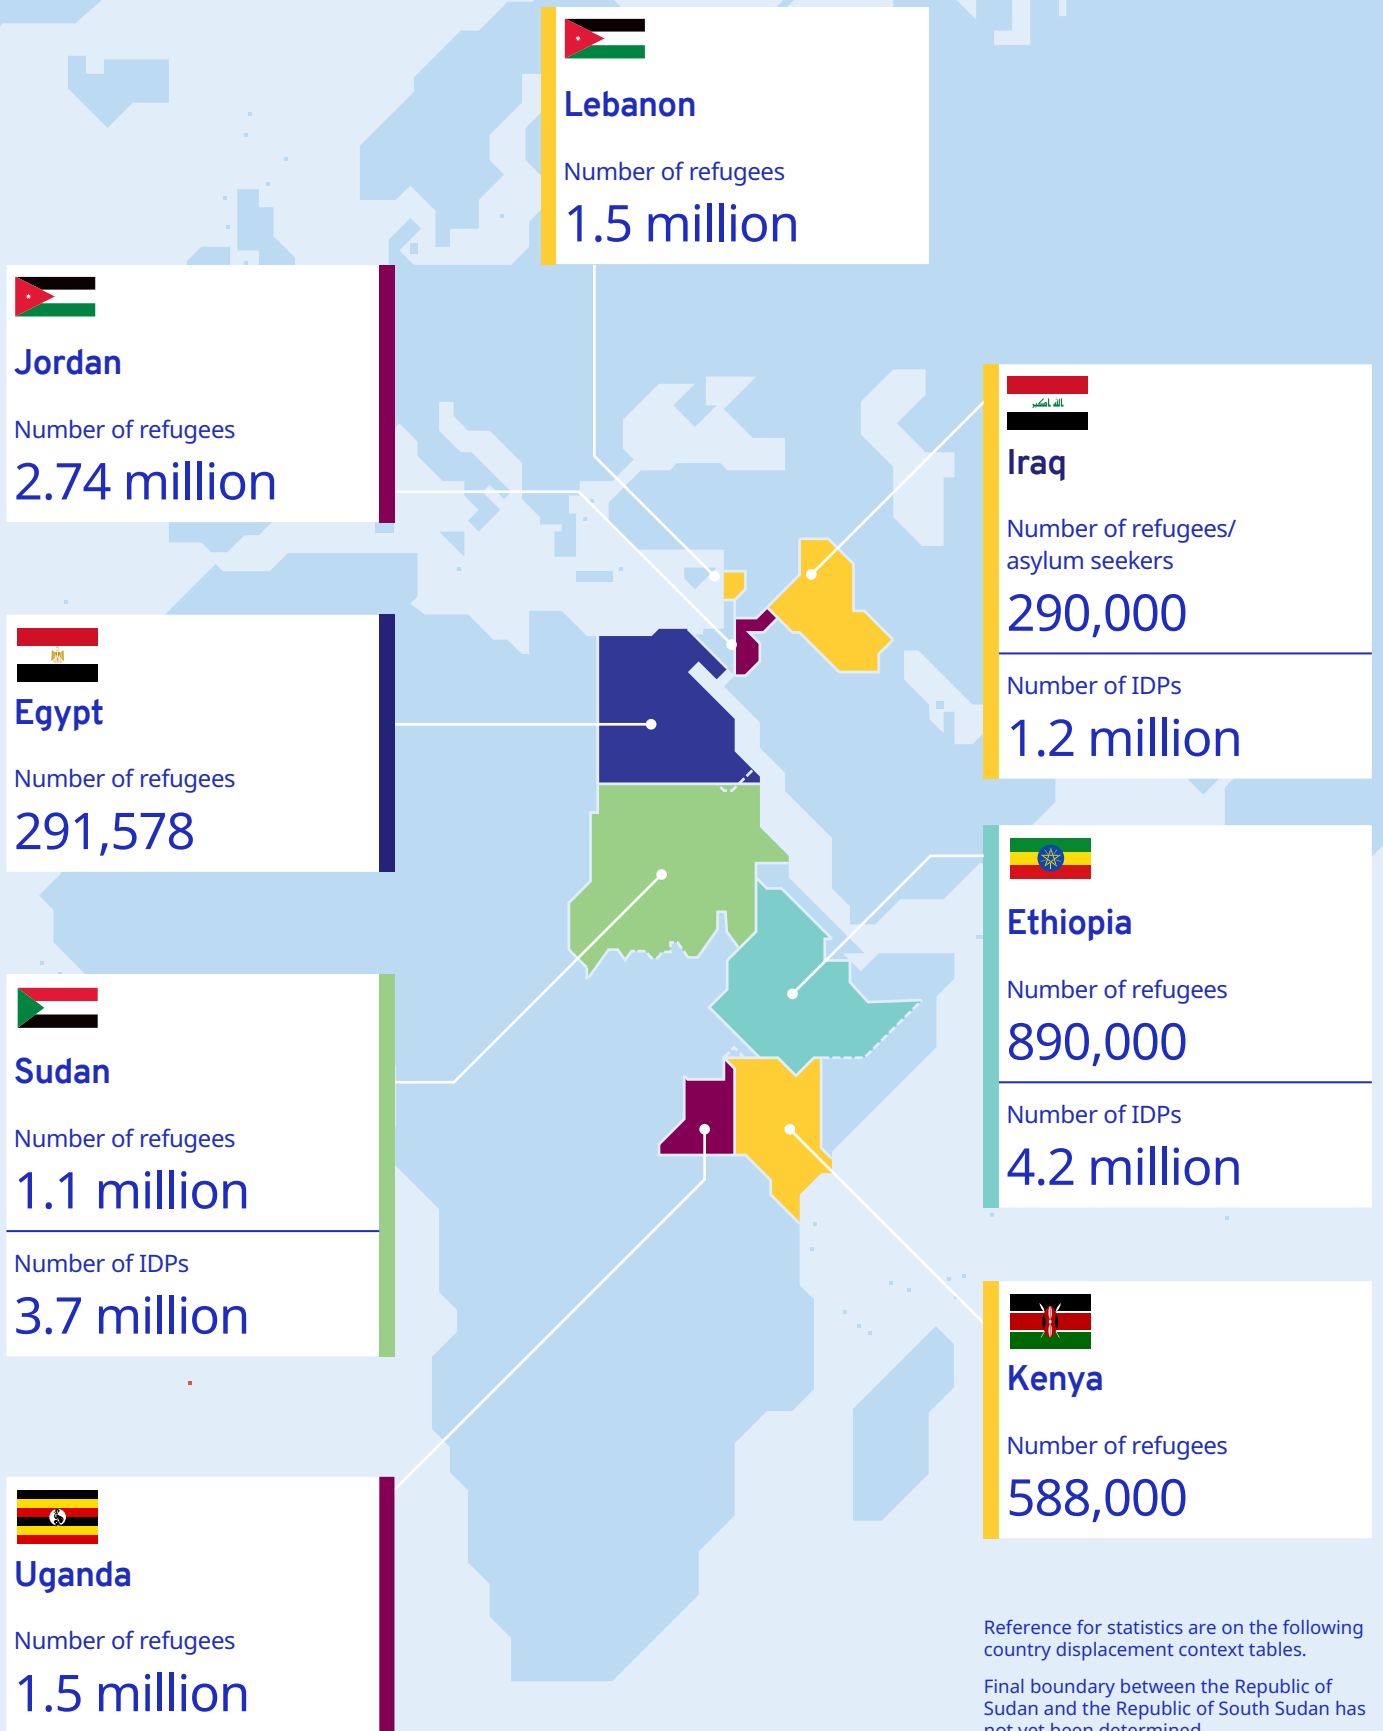 Lebanon
Number of refugees
1.5 million
Jordan
Number of refugees
2.74 million
Iraq
Number of refugees/
asylum seekers
290,000
Number of IDPs
1.2 million
Egypt
Number of refugees
291,578
Ethiopia
Number of refugees
890,000
Number of IDPs
4.2 million
Sudan
Number of refugees
1.1 million
Number of IDPs
3.7 million
Kenya
Number of refugees
588,000
Uganda
Number of refugees
1.5 million
Reference for statistics are on the following
country displacement context tables.
Final boundary between the Republic of
Sudan and the Republic of South Sudan has
not yet been determined